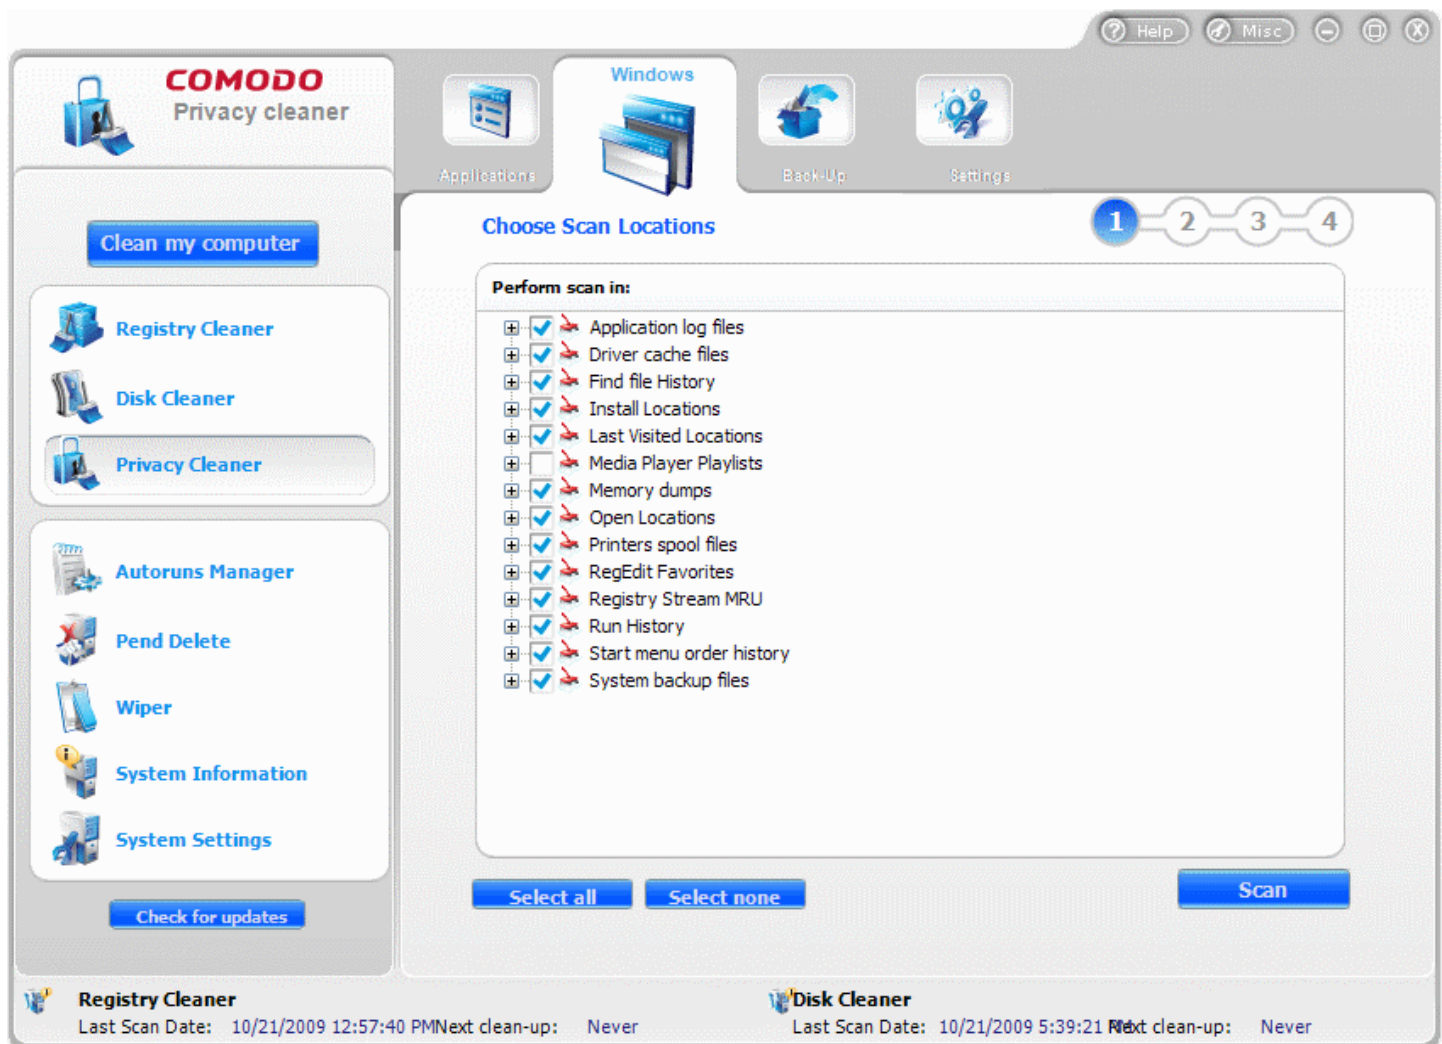 Help
Misc
COMODO
Privacy cleaner
Applications
Windows
Back-Up
Settings
Clean my computer
Registry Cleaner
Disk Cleaner
Privacy Cleaner
Autoruns Manager
Pend Delete
Wiper
System Information
System Settings
Check for updates
Choose Scan Locations
1
2
3
4
Perform scan in:
Application log files
Driver cache files
Find file History
Install Locations
Last Visited Locations
Media Player Playlists
Memory dumps
Open Locations
Printers spool files
RegEdit Favorites
Registry Stream MRU
Run History
Start menu order history
System backup files
Select all
Select none
Scan
Registry Cleaner
Last Scan Date: 10/21/2009 12:57:40 PMNext clean-up: Never
Disk Cleaner
Last Scan Date: 10/21/2009 5:39:21 clean-up: Never